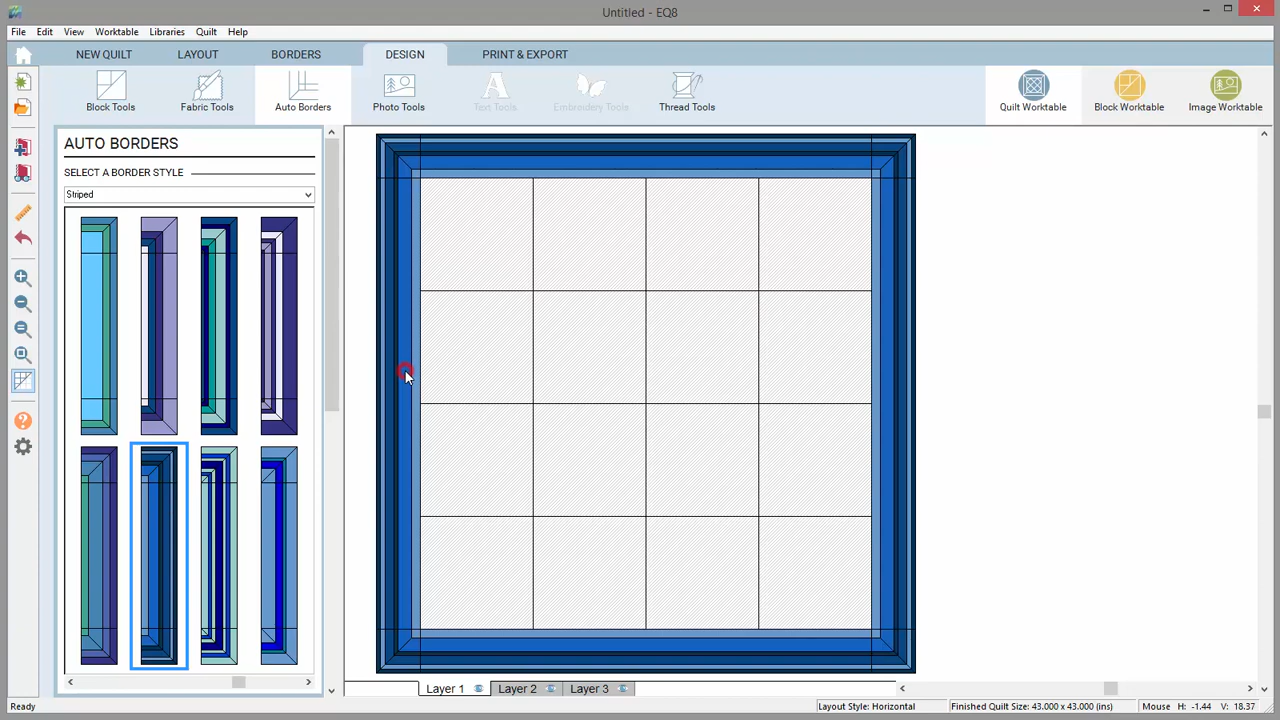 Untitled - EQ8
File Edit View Worktable Libraries Quilt Help
NEW QUILT LAYOUT BORDERS DESIGN PRINT & EXPORT
Block Tools Fabric Tools Auto Borders Photo Tools Text Tools Embroidery Tools Thread Tools Quilt Worktable Block Worktable Image Worktable
AUTO BORDERS
SELECT A BORDER STYLE
Striped
Layer 1 Layer 2 Layer 3
Ready Layout Style: Horizontal Finished Quilt Size: 43.000 x 43.000 (ins) Mouse H: -1.44 V: 18.37